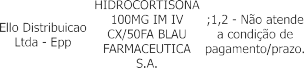 Ello Distribuicao
Ltda - Epp
HIDROCORTISONA
100MG IM IV
CX/50FA BLAU
FARMACEUTICA
S.A.
;1,2 - Não atende
a condição de
pagamento/prazo.